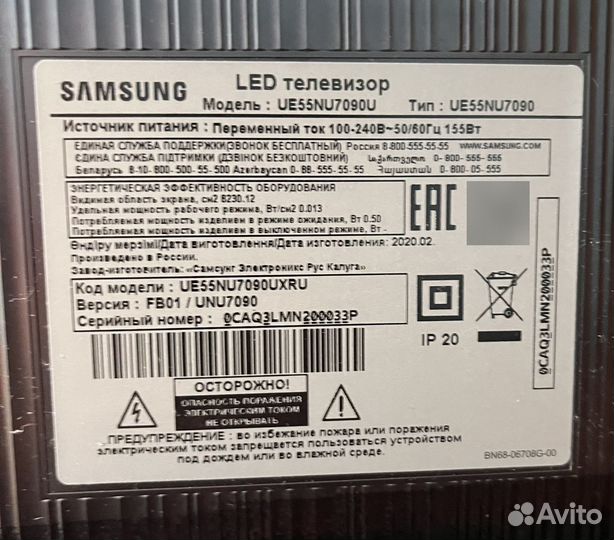 SAMSUNG
LED телевизор
Модель : UE55NU7090U Тип : UE55NU7090
Источник питания : Переменный ток 100-240В~50/60Гц 155Вт
ЕДИНАЯ СЛУЖБА ПОДДЕРЖКИ(ЗВОНОК БЕСПЛАТНЫЙ) Россия 8-800-555-55-55 WWW.SAMSUNG.COM
ЄДИНА СЛУЖБА ПІДТРИМКИ (ДЗВІНОК БЕЗКОШТОВНИЙ) საქართველო 0-800-555-555
Беларусь 8-10-800-500-55-500 Azerbaycan 0-88-555-55-55 Հայաստան 0-800-05-555
ЭНЕРГЕТИЧЕСКАЯ ЭФФЕКТИВНОСТЬ ОБОРУДОВАНИЯ
Видимая область экрана, см2 8230.12
Удельная мощность рабочего режима, Вт/см2 0.013
Потребляемая мощность изделием в режиме ожидания, Вт 0.50
Потребляемая мощность изделием в выключенном режиме, Вт -
EAC
Өндіру мерзімі/Дата виготовлення/Дата изготовления: 2020.02.
Произведено в России.
Завод-изготовитель: «Самсунг Электроникс Рус Калуга»
Код модели : UE55NU7090UXRU
Версия : FB01 / UNU7090
Серийный номер : 0CAQ3LMN200033P
IP 20
0CAQ3LMN200033P
ОСТОРОЖНО!
ОПАСНОСТЬ ПОРАЖЕНИЯ
ЭЛЕКТРИЧЕСКИМ ТОКОМ
НЕ ОТКРЫВАТЬ
ПРЕДУПРЕЖДЕНИЕ : во избежание пожара или поражения
электрическим током запрещается пользоваться устройством
под дождем или во влажной среде.
BN68-06708G-00
Avito